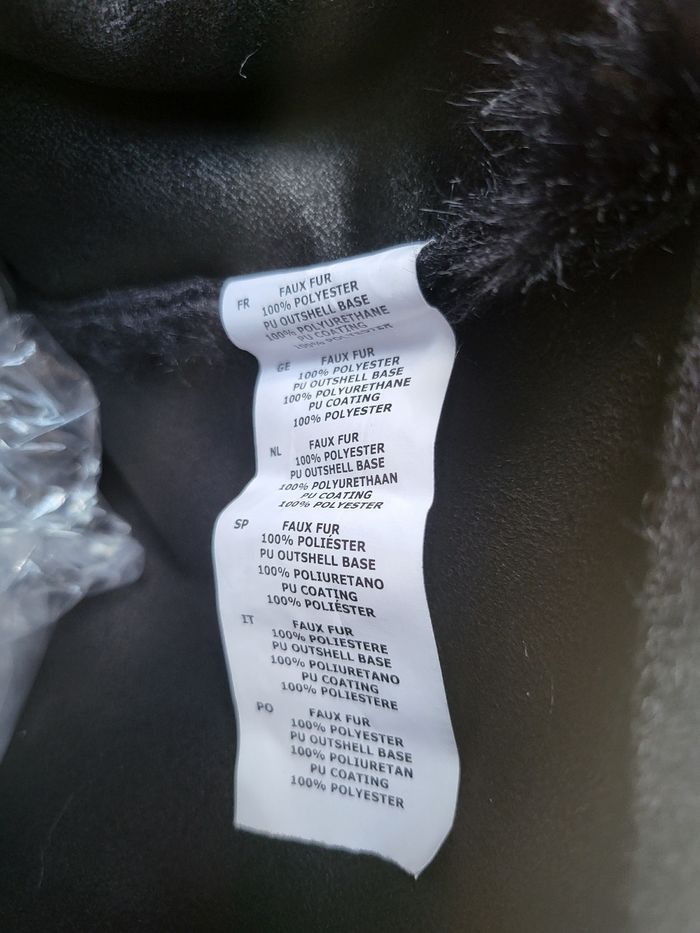 FR FAUX FUR
100% POLYESTER
PU OUTSHELL BASE
100% POLYURETHANE
PU COATING
100% POLYESTER
GE FAUX FUR
100% POLYESTER
PU OUTSHELL BASE
100% POLYURETHANE
PU COATING
100% POLYESTER
NL FAUX FUR
100% POLYESTER
PU OUTSHELL BASE
100% POLYURETHAAN
PU COATING
100% POLYESTER
SP FAUX FUR
100% POLIÉSTER
PU OUTSHELL BASE
100% POLIURETANO
PU COATING
100% POLIÉSTER
IT FAUX FUR
100% POLIESTERE
PU OUTSHELL BASE
100% POLIURETANO
PU COATING
100% POLIESTERE
PO FAUX FUR
100% POLYESTER
PU OUTSHELL BASE
100% POLIURETAN
PU COATING
100% POLYESTER